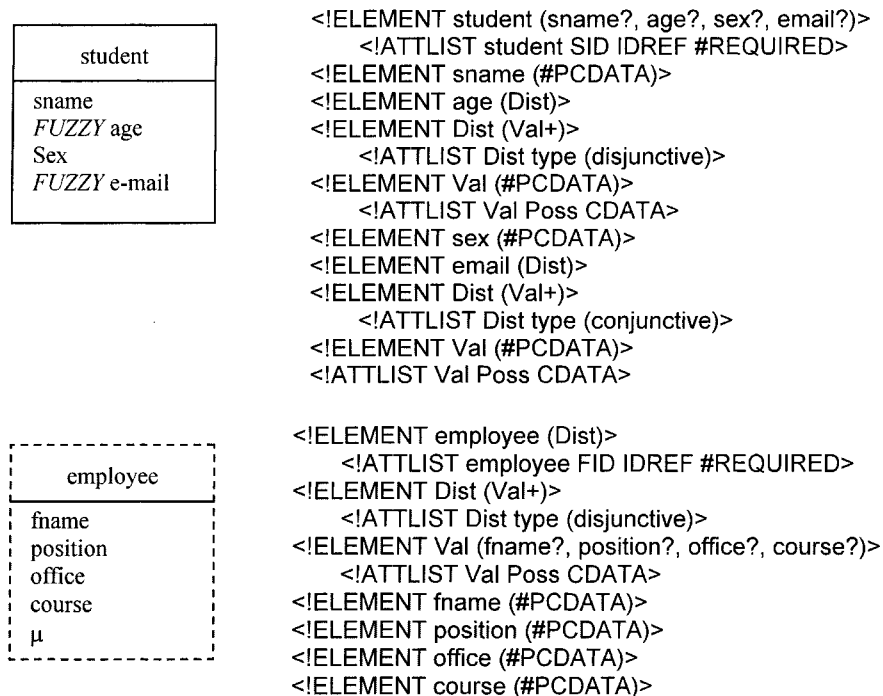 student
sname
FUZZY age
Sex
FUZZY e-mail
<!ELEMENT student (sname?, age?, sex?, email?)>
<!ATTLIST student SID IDREF #REQUIRED>
<!ELEMENT sname (#PCDATA)>
<!ELEMENT age (Dist)>
<!ELEMENT Dist (Val+)>
<!ATTLIST Dist type (disjunctive)>
<!ELEMENT Val (#PCDATA)>
<!ATTLIST Val Poss CDATA>
<!ELEMENT sex (#PCDATA)>
<!ELEMENT email (Dist)>
<!ELEMENT Dist (Val+)>
<!ATTLIST Dist type (conjunctive)>
<!ELEMENT Val (#PCDATA)>
<!ATTLIST Val Poss CDATA>
employee
fname
position
office
course
μ
<!ELEMENT employee (Dist)>
<!ATTLIST employee FID IDREF #REQUIRED>
<!ELEMENT Dist (Val+)>
<!ATTLIST Dist type (disjunctive)>
<!ELEMENT Val (fname?, position?, office?, course?)>
<!ATTLIST Val Poss CDATA>
<!ELEMENT fname (#PCDATA)>
<!ELEMENT position (#PCDATA)>
<!ELEMENT office (#PCDATA)>
<!ELEMENT course (#PCDATA)>